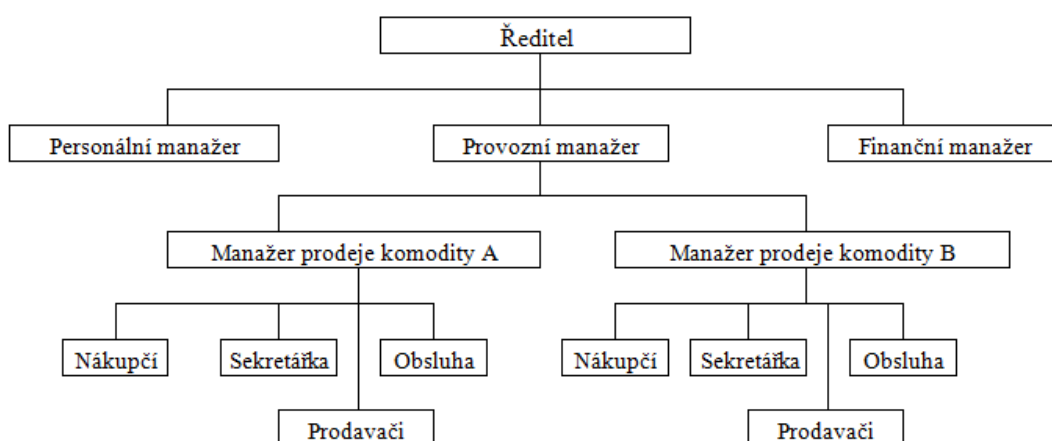 Ředitel
Personální manažer
Provozní manažer
Finanční manažer
Manažer prodeje komodity A
Manažer prodeje komodity B
Nákupčí
Sekretářka
Obsluha
Nákupčí
Sekretářka
Obsluha
Prodavači
Prodavači